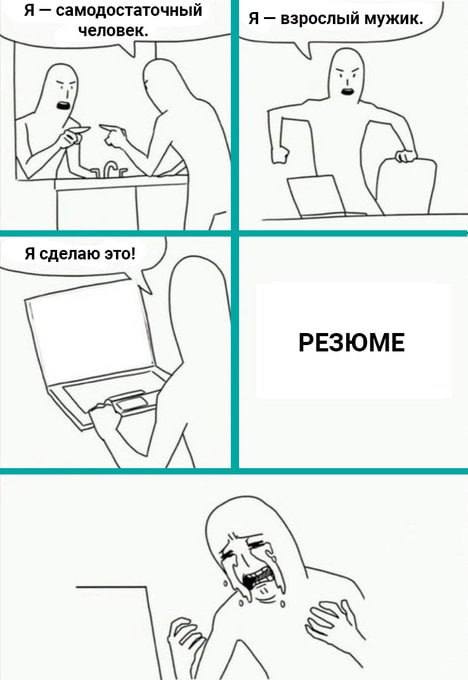 Я — самодостаточный
человек.
Я — взрослый мужик.
Я сделаю это!
РЕЗЮМЕ